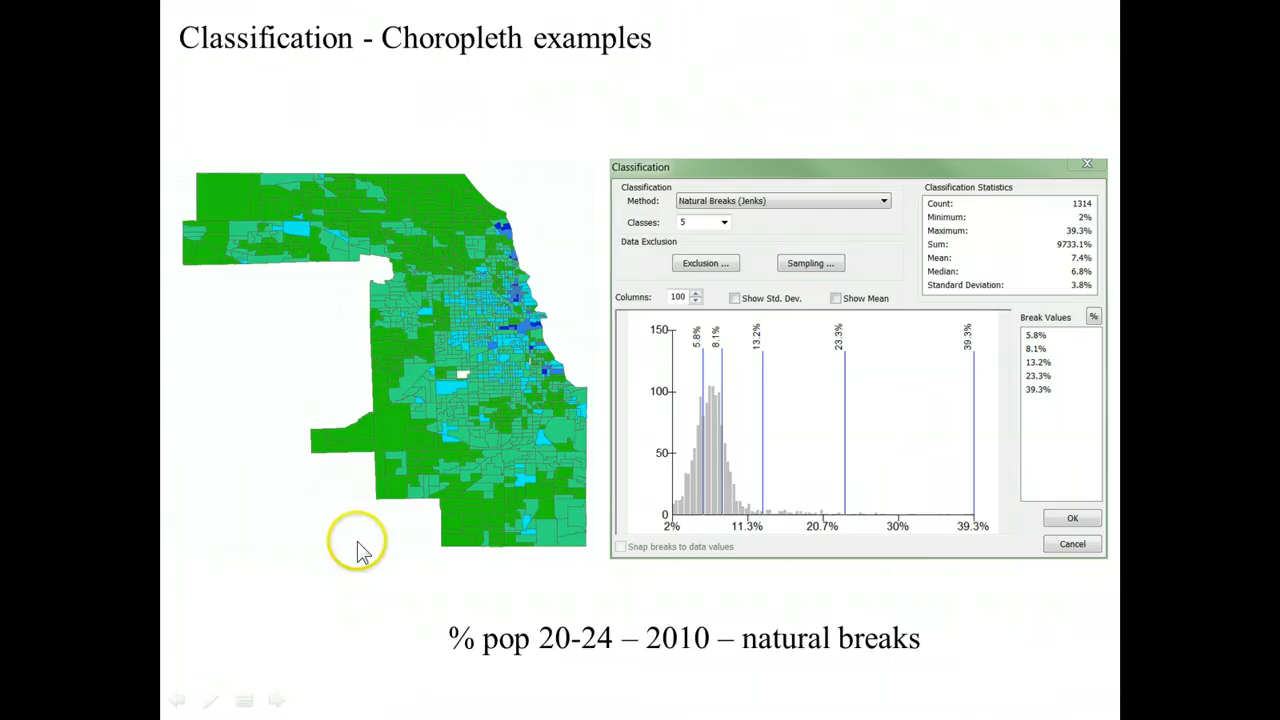 Classification - Choropleth examples
Classification
Classification
Method: Natural Breaks (Jenks)
Classes: 5
Data Exclusion
Exclusion ... Sampling ...
Columns: 100 Show Std. Dev. Show Mean
Classification Statistics
Count: 1314
Minimum: 2%
Maximum: 39.3%
Sum: 9733.1%
Mean: 7.4%
Median: 6.8%
Standard Deviation: 3.8%
Break Values %
5.8%
8.1%
13.2%
23.3%
39.3%
5.8% 8.1% 13.2% 23.3% 39.3%
150
100
50
0
2% 11.3% 20.7% 30% 39.3%
Snap breaks to data values
OK
Cancel
% pop 20-24 – 2010 – natural breaks